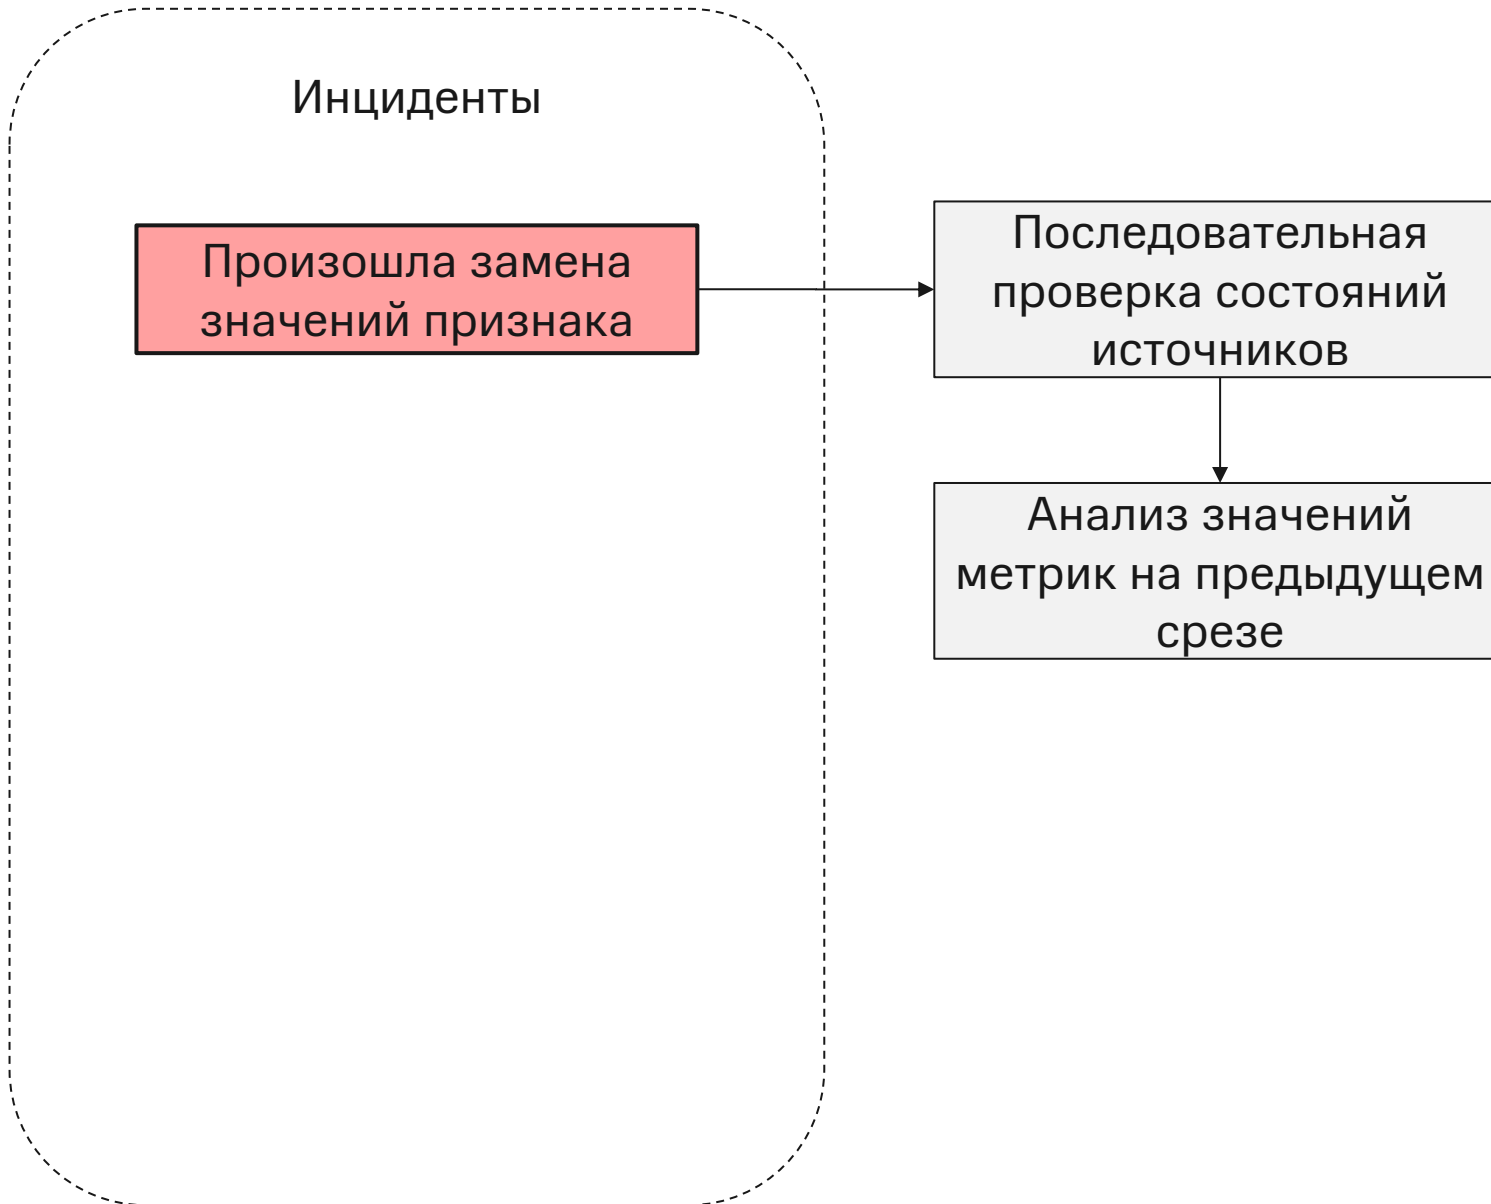 Инциденты
Произошла замена
значений признака
Последовательная
проверка состояний
источников
Анализ значений
метрик на предыдущем
срезе